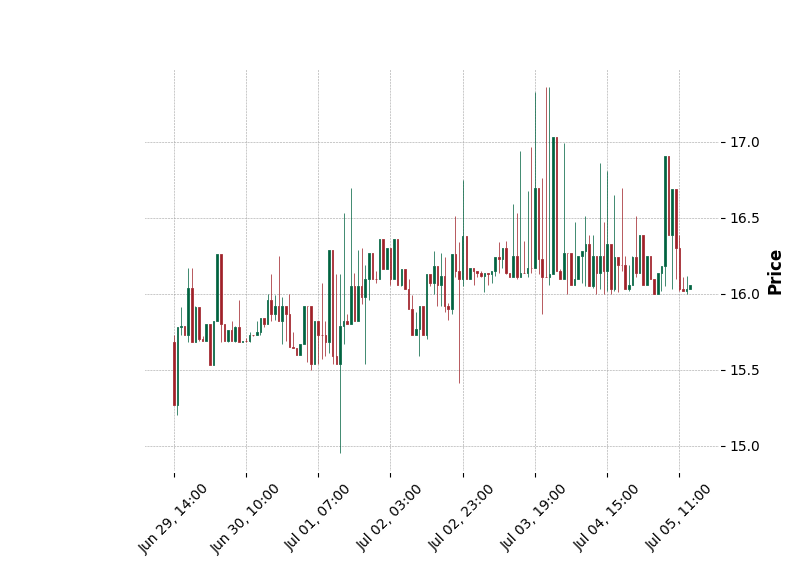 17.0
16.5
16.0
15.5
15.0
Price
Jun 29, 14:00
Jun 30, 10:00
Jul 01, 07:00
Jul 02, 03:00
Jul 02, 23:00
Jul 03, 19:00
Jul 04, 15:00
Jul 05, 11:00